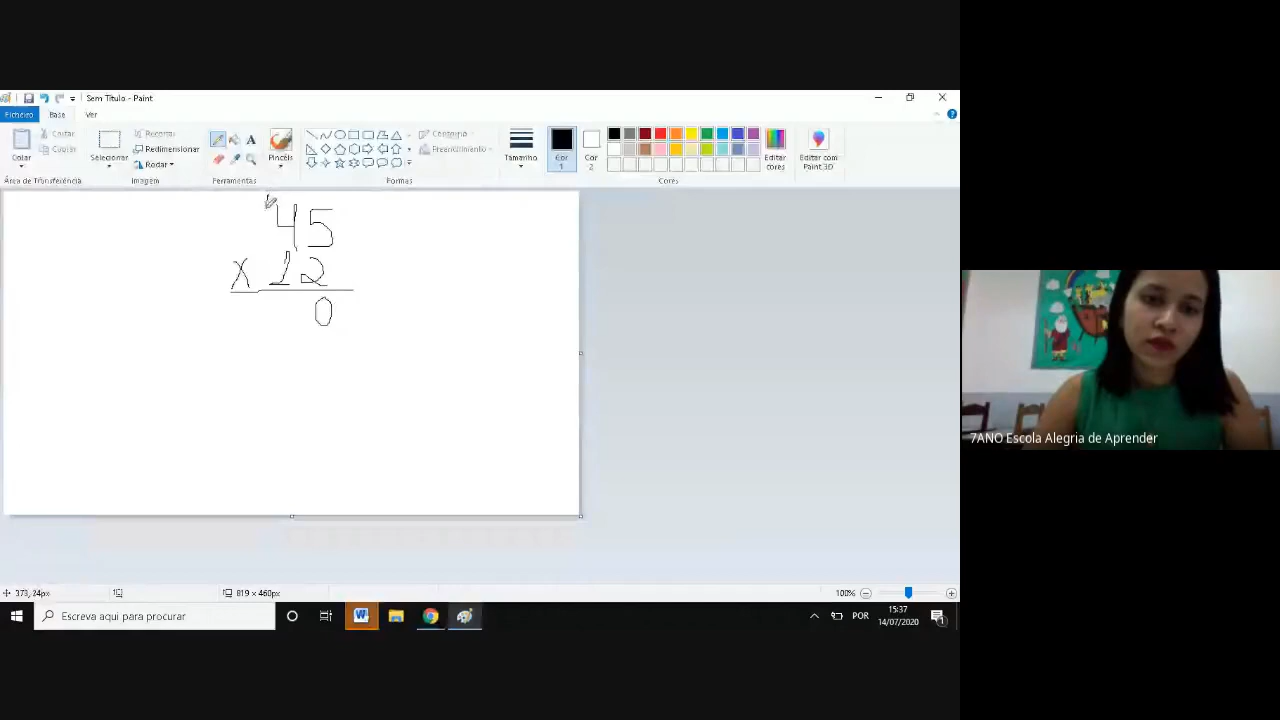 Sem Título - Paint
Ficheiro Base Ver
Colar
Cortar
Copiar
Área de Transferência
Selecionar
Recortar
Redimensionar
Rodar
Imagem
A
Pincéis
Ferramentas
Contorno
Preenchimento
Formas
Tamanho
Cor
1
Cor
2
Editar
cores
Cores
Editar com
Paint 3D
45
x 12
0
7ANO Escola Alegria de Aprender
373, 24px
819 × 460px
100%
Escreva aqui para procurar
POR
15:37
14/07/2020